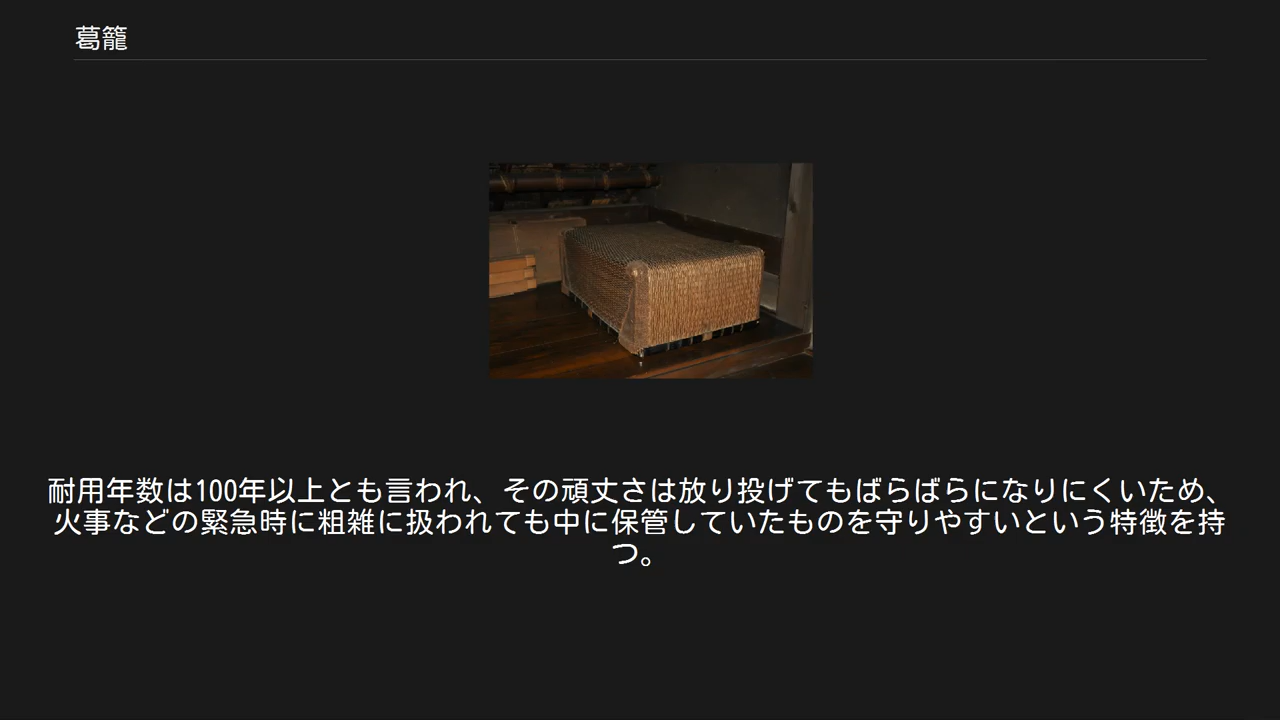 葛籠
耐用年数は100年以上とも言われ、その頑丈さは放り投げてもばらばらになりにくいため、
火事などの緊急時に粗雑に扱われても中に保管していたものを守りやすいという特徴を持
つ。